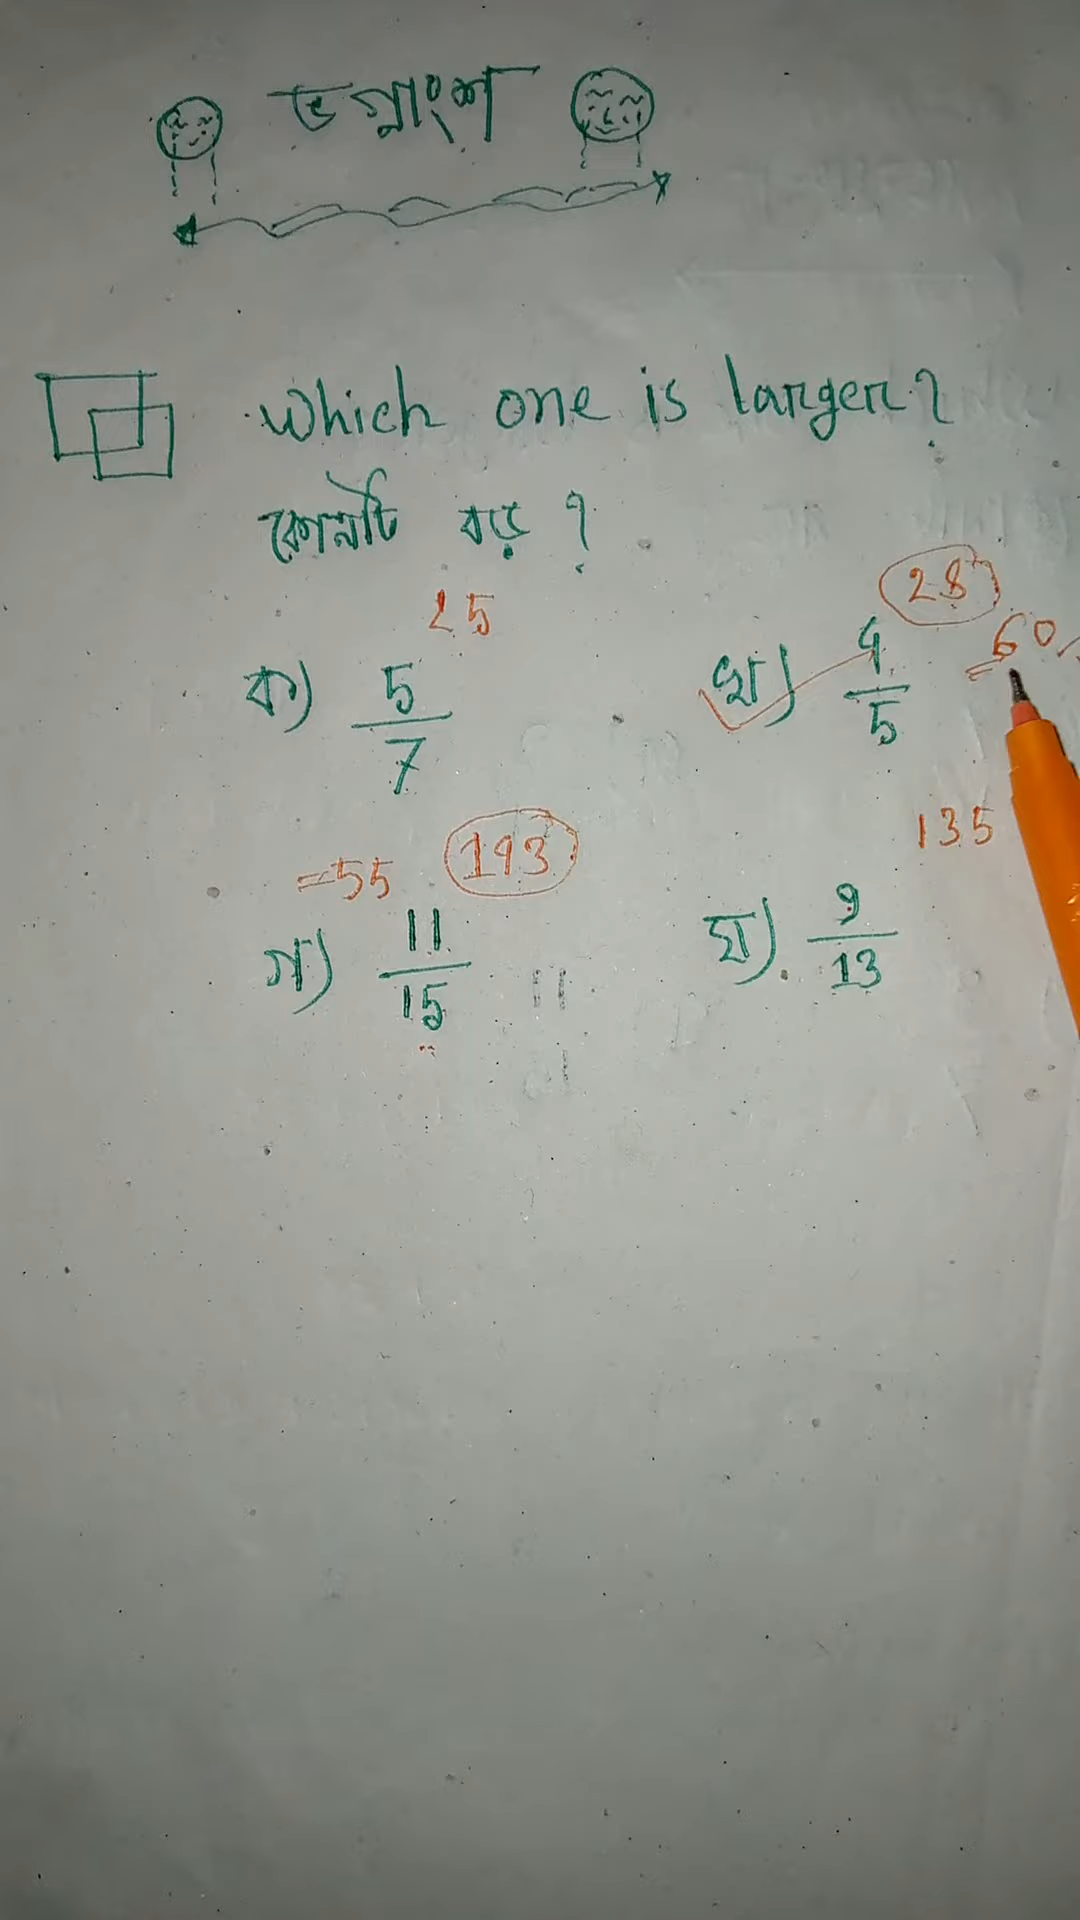 ভগ্নাংশ
Which one is larger?
কোনটি বড় ?
25
28
ক) 5/7
খ) 4/5
= 60
= 55
143
135
গ) 11/15
ঘ) 9/13